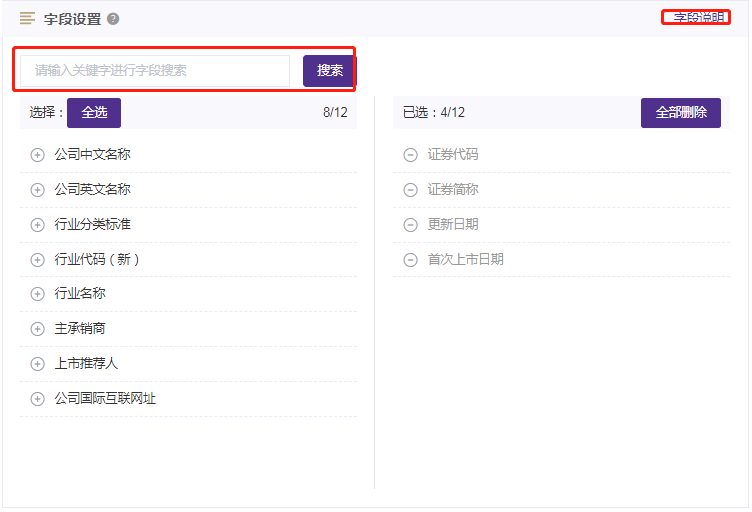 字段设置 ?
字段说明
请输入关键字进行字段搜索
搜索
选择： 全选 8/12
公司中文名称
公司英文名称
行业分类标准
行业代码（新）
行业名称
主承销商
上市推荐人
公司国际互联网址
已选：4/12 全部删除
证券代码
证券简称
更新日期
首次上市日期